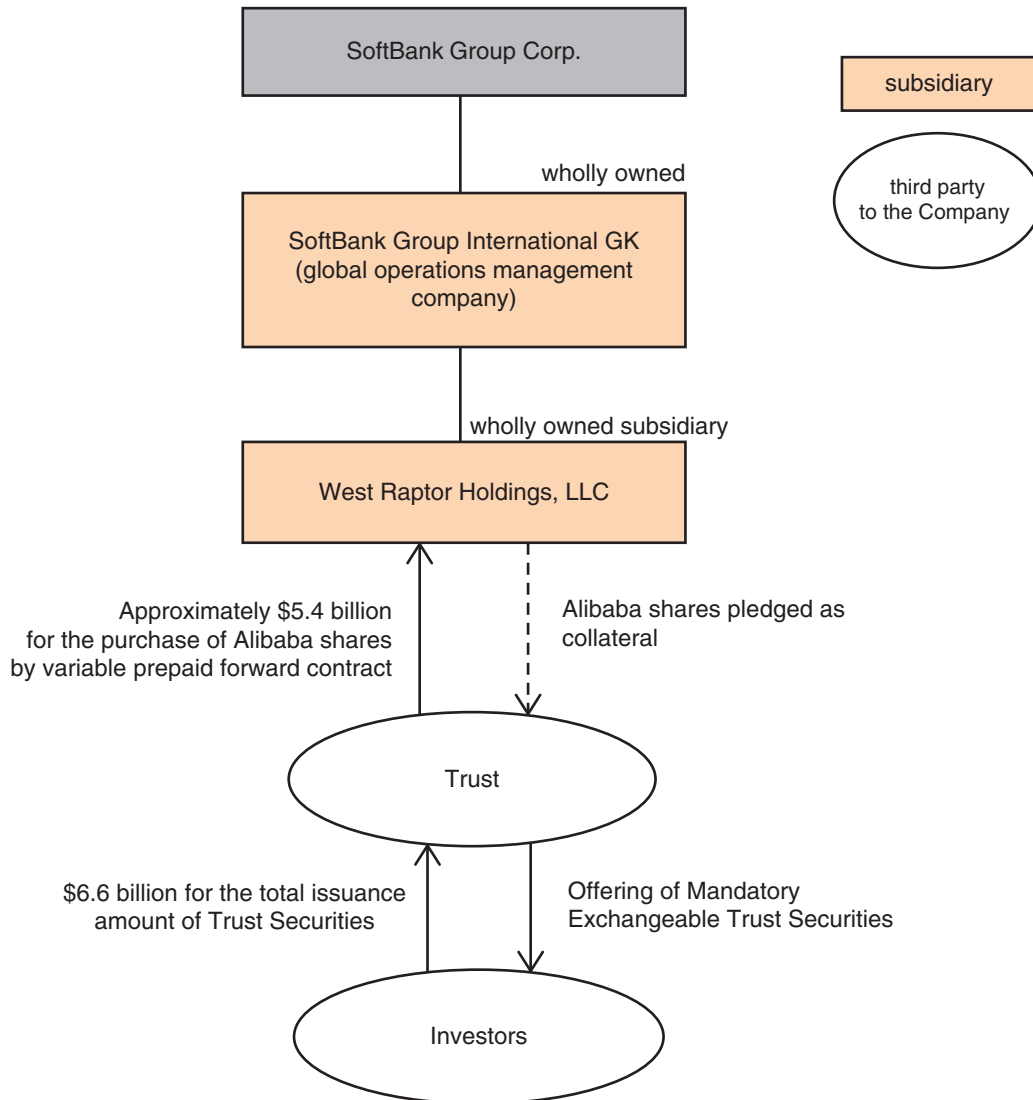 SoftBank Group Corp.
subsidiary
third party
to the Company
wholly owned
SoftBank Group International GK
(global operations management
company)
wholly owned subsidiary
West Raptor Holdings, LLC
Approximately $5.4 billion
for the purchase of Alibaba shares
by variable prepaid forward contract
Alibaba shares pledged as
collateral
Trust
$6.6 billion for the total issuance
amount of Trust Securities
Offering of Mandatory
Exchangeable Trust Securities
Investors